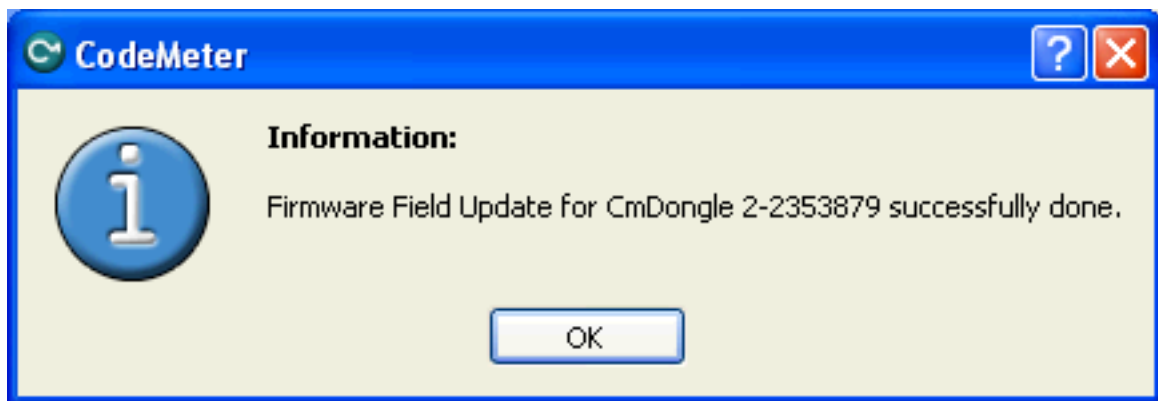 CodeMeter
Information:
Firmware Field Update for CmDongle 2-2353879 successfully done.
OK